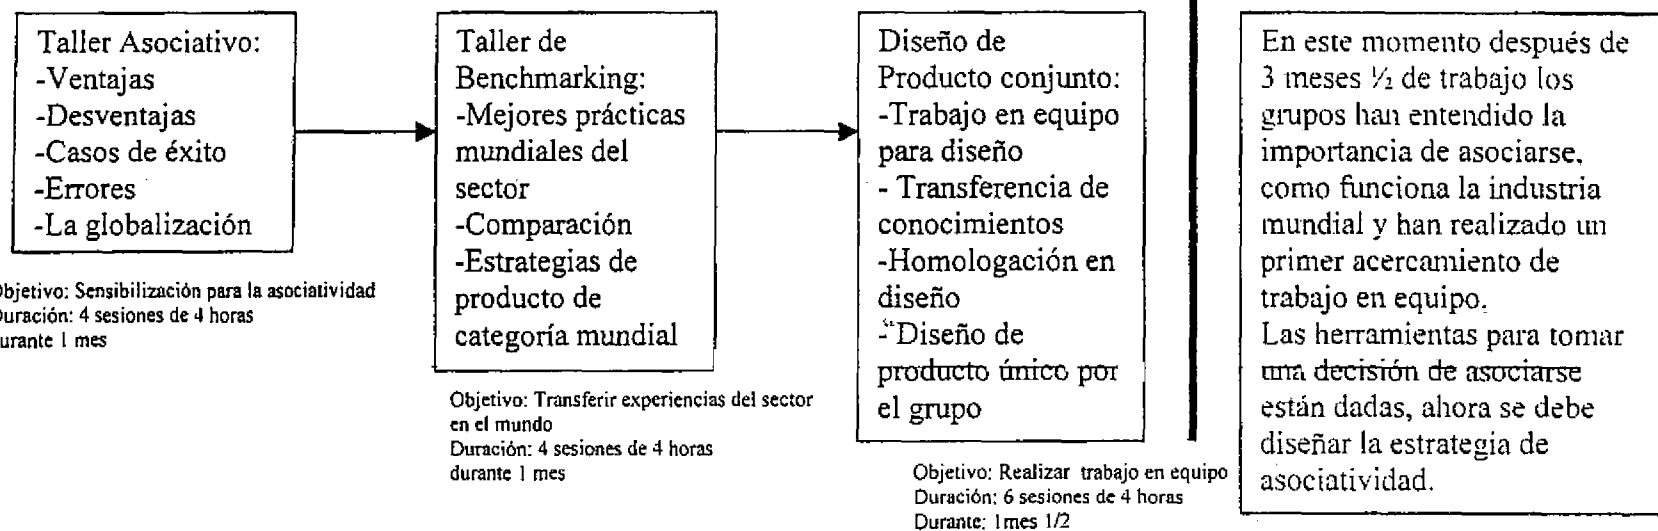 Taller Asociativo:
-Ventajas
-Desventajas
-Casos de éxito
-Errores
-La globalización
Objetivo: Sensibilización para la asociatividad
Duración: 4 sesiones de 4 horas
durante 1 mes
Taller de
Benchmarking:
-Mejores prácticas
mundiales del
sector
-Comparación
-Estrategias de
producto de
categoría mundial
Objetivo: Transferir experiencias del sector
en el mundo
Duración: 4 sesiones de 4 horas
durante 1 mes
Diseño de
Producto conjunto:
-Trabajo en equipo
para diseño
- Transferencia de
conocimientos
-Homologación en
diseño
-Diseño de
producto único por
el grupo
Objetivo: Realizar trabajo en equipo
Duración: 6 sesiones de 4 horas
Durante: 1mes 1/2
En este momento después de
3 meses ½ de trabajo los
grupos han entendido la
importancia de asociarse,
como funciona la industria
mundial y han realizado un
primer acercamiento de
trabajo en equipo.
Las herramientas para tomar
una decisión de asociarse
están dadas, ahora se debe
diseñar la estrategia de
asociatividad.